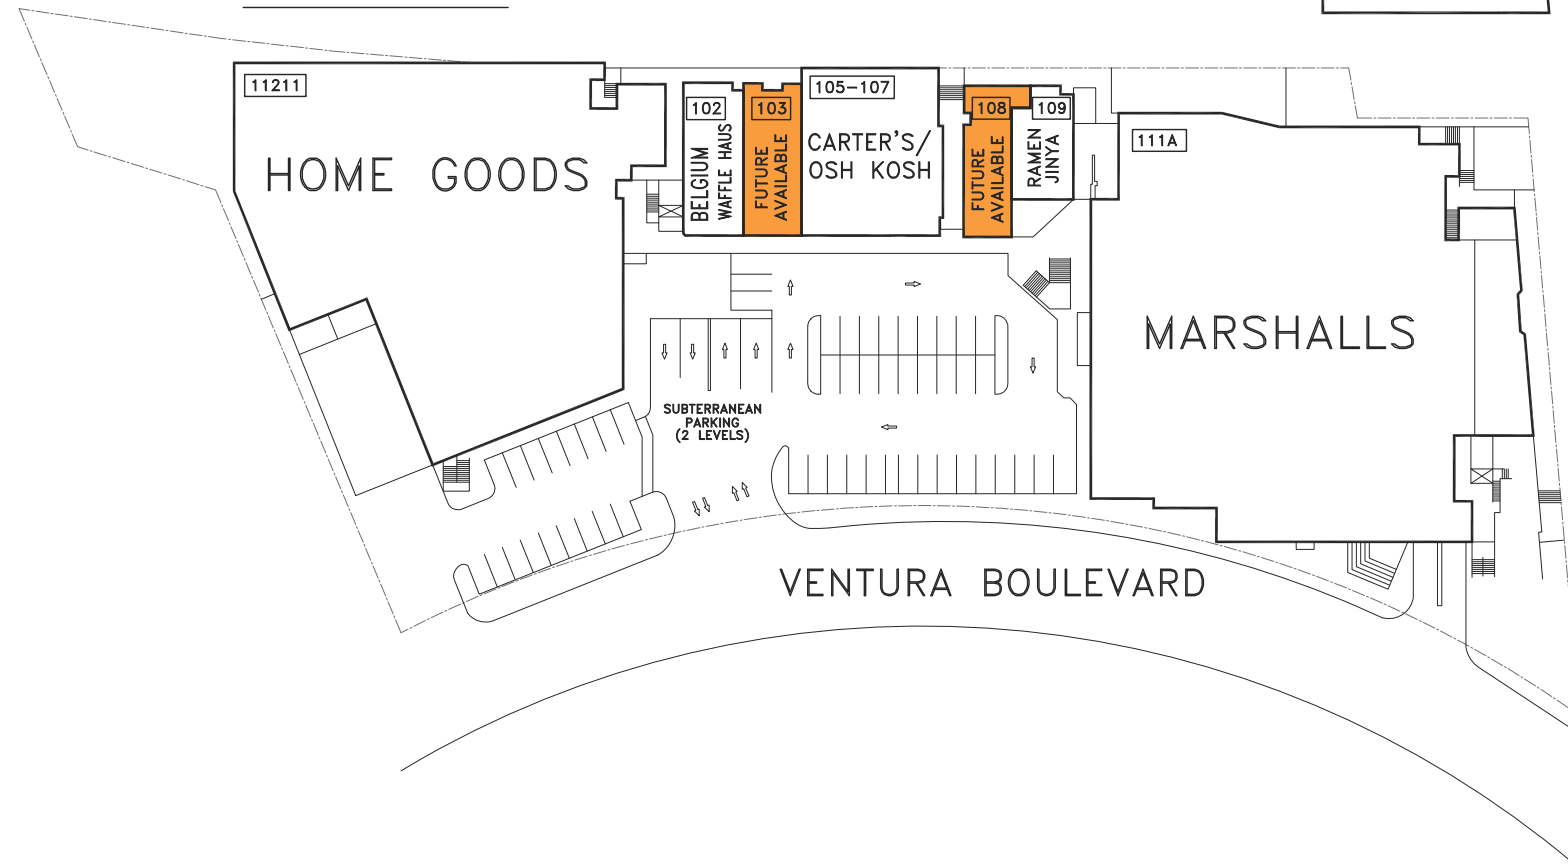 11211
HOME GOODS
102
BELGIUM
WAFFLE HAUS
103
FUTURE
AVAILABLE
105-107
CARTER'S/
OSH KOSH
108
FUTURE
AVAILABLE
109
RAMEN
JINYA
111A
MARSHALLS
SUBTERRANEAN
PARKING
(2 LEVELS)
VENTURA BOULEVARD